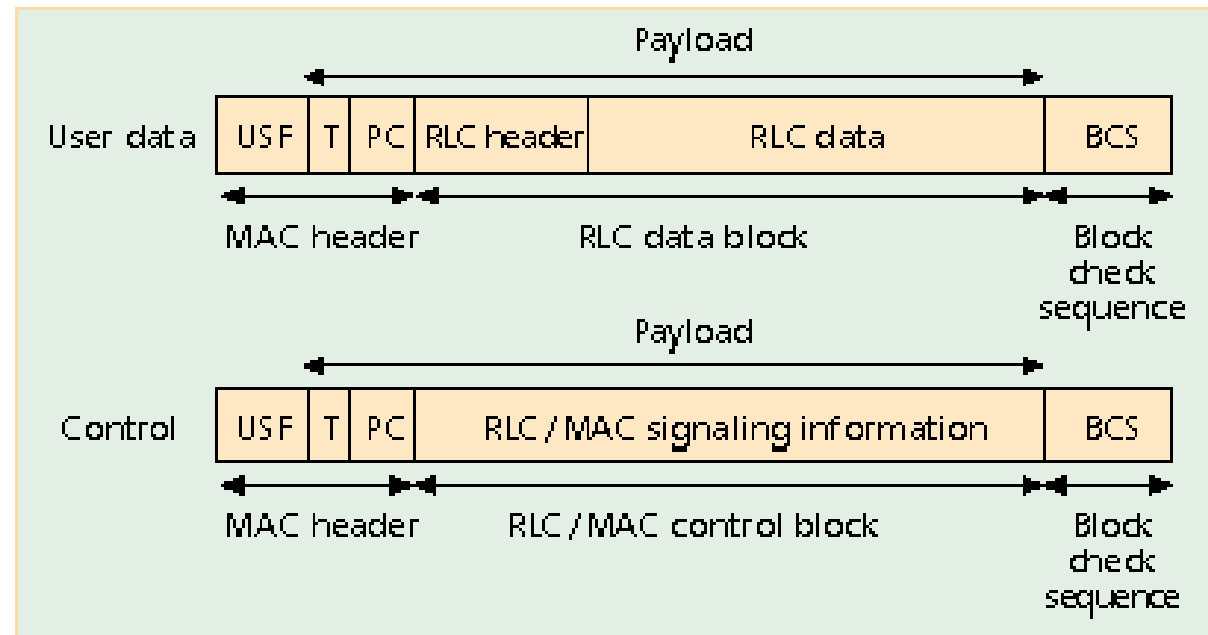 Payload
User data USF T PC RLC header RLC data BCS
MAC header RLC data block Block
check
sequence
Payload
Control USF T PC RLC / MAC signaling information BCS
MAC header RLC / MAC control block Block
check
sequence